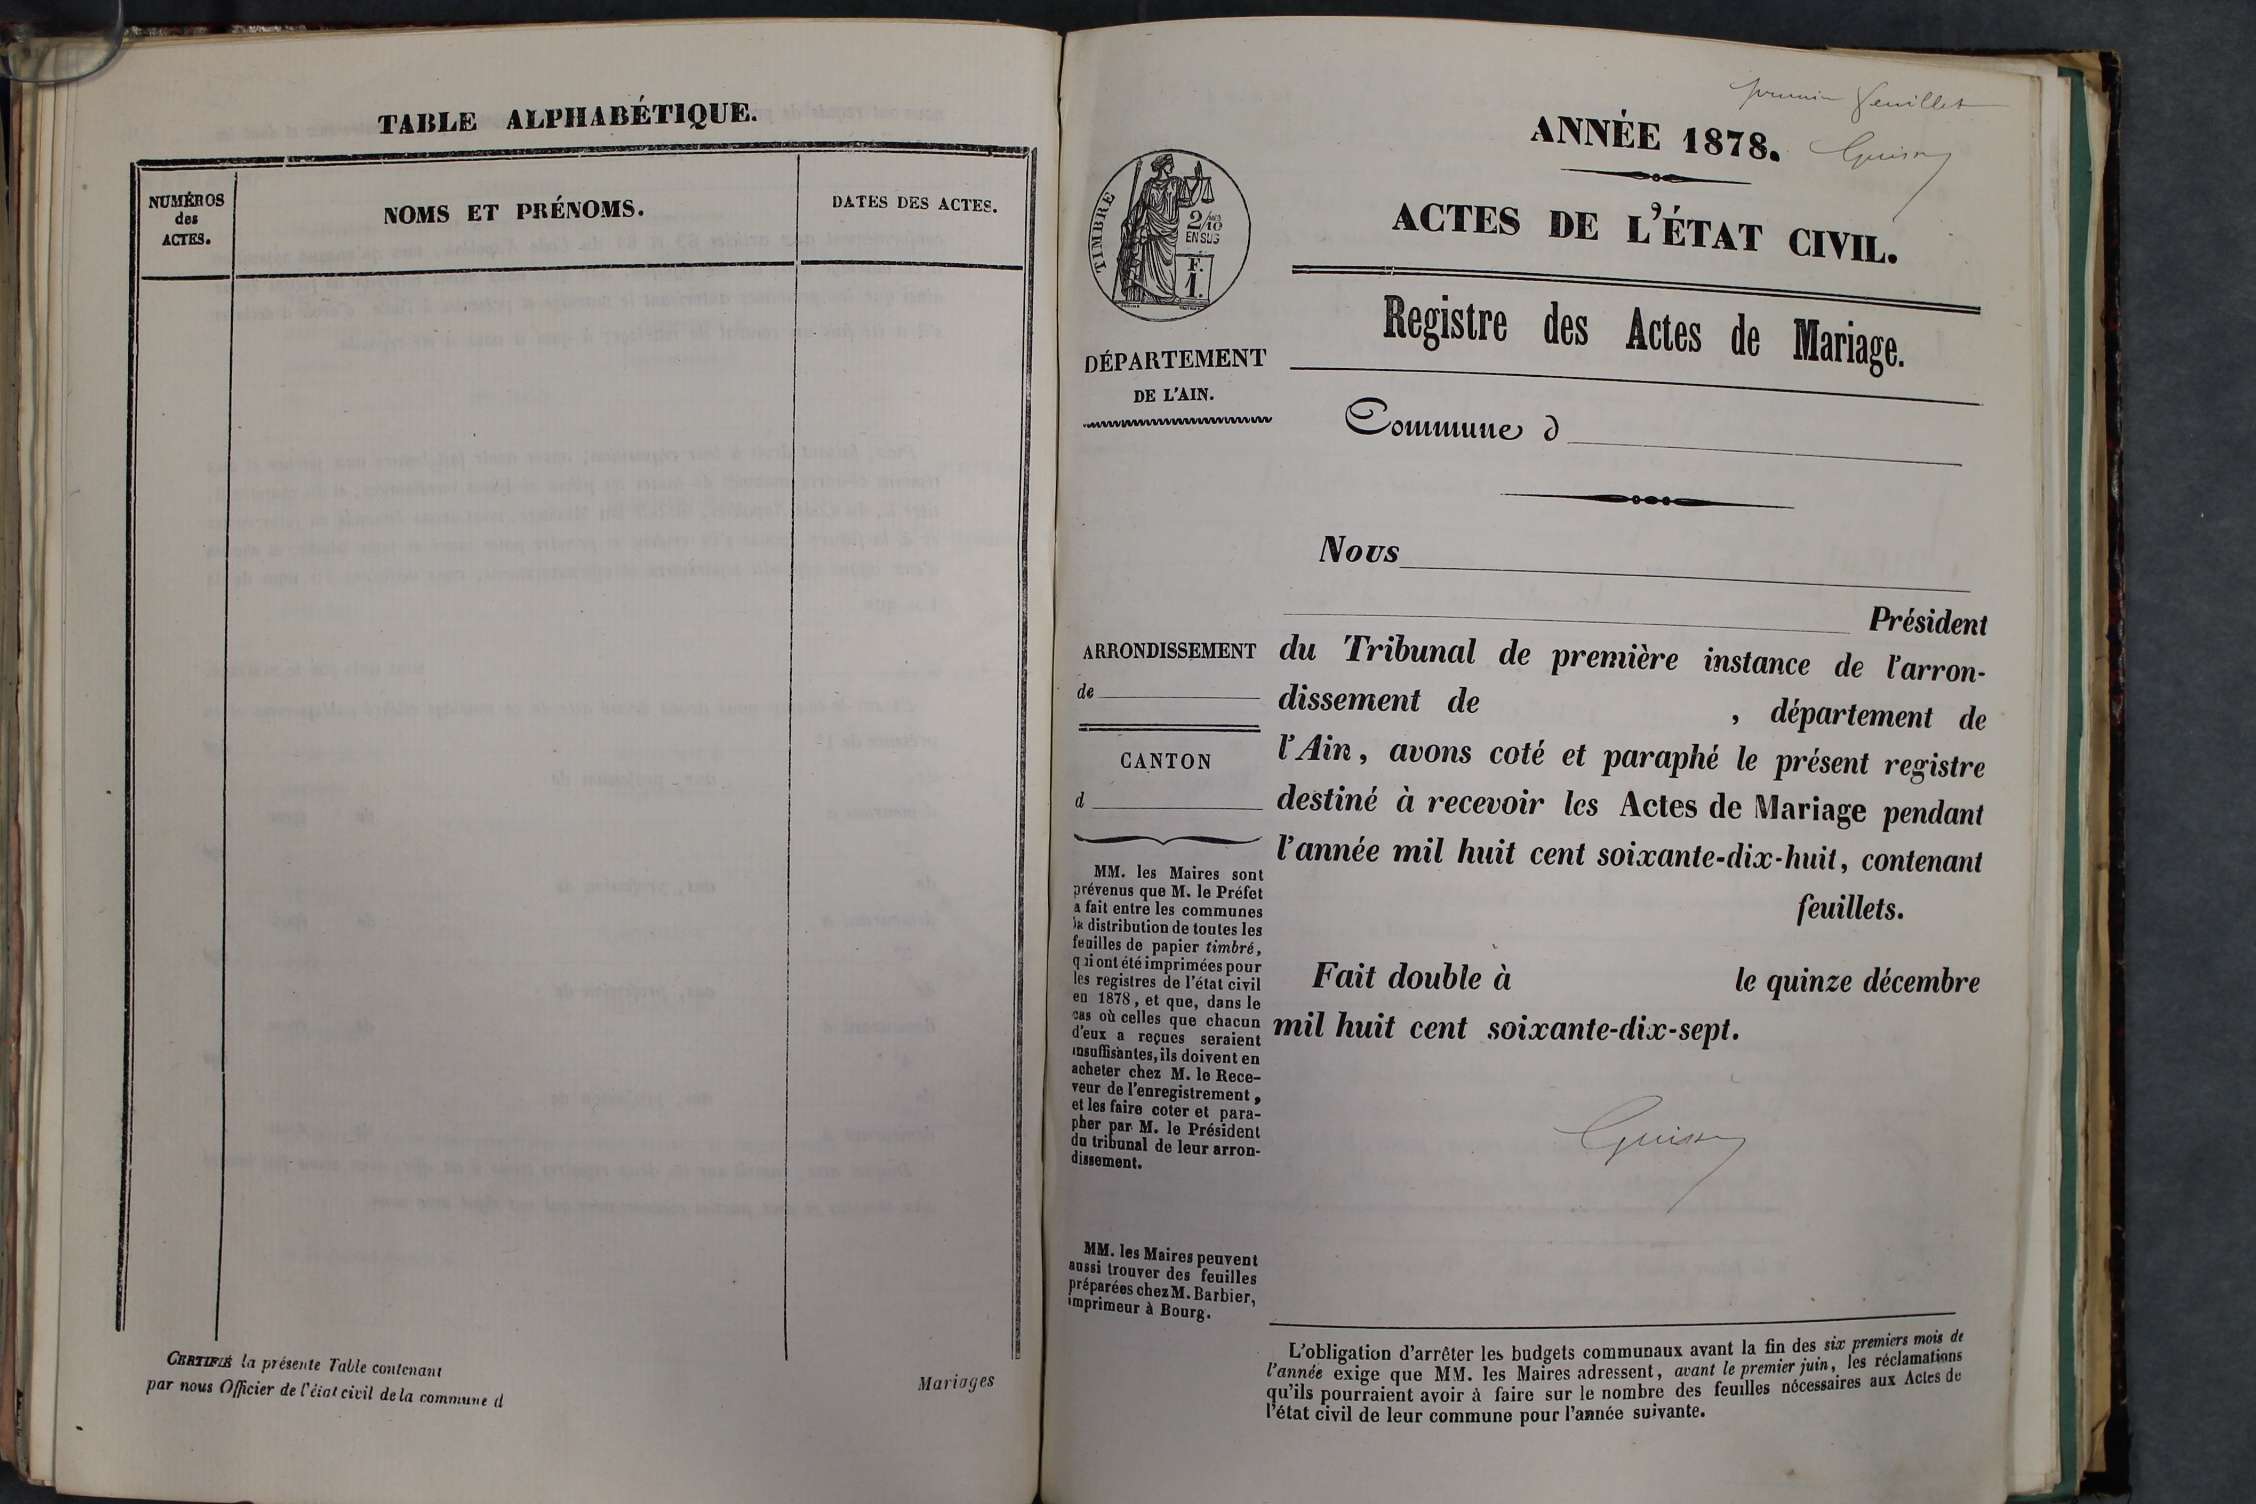 TABLE ALPHABÉTIQUE.
NUMÉROS
des
ACTES.
NOMS ET PRÉNOMS.
DATES DES ACTES.
CERTIFIÉ la présente Table contenant
par nous Officier de l'état civil de la commune d
Mariages
premier feuillet
ANNÉE 1878.
ACTES DE L'ÉTAT CIVIL.
TIMBRE
2/10
EN SUS
F.
1.
Registre des Actes de Mariage.
DÉPARTEMENT
DE L'AIN.
Commune d
Nous
Président
ARRONDISSEMENT
de
CANTON
d
du Tribunal de première instance de l'arron-
dissement de , département de
l'Ain, avons coté et paraphé le présent registre
destiné à recevoir les Actes de Mariage pendant
l'année mil huit cent soixante-dix-huit, contenant
feuillets.
Fait double à le quinze décembre
mil huit cent soixante-dix-sept.
MM. les Maires sont
prévenus que M. le Préfet
a fait entre les communes
la distribution de toutes les
feuilles de papier timbré,
qui ont été imprimées pour
les registres de l'état civil
en 1878, et que, dans le
cas où celles que chacun
d'eux a reçues seraient
insuffisantes, ils doivent en
acheter chez M. le Rece-
veur de l'enregistrement,
et les faire coter et para-
pher par M. le Président
du tribunal de leur arron-
dissement.
MM. les Maires peuvent
aussi trouver des feuilles
préparées chez M. Barbier,
imprimeur à Bourg.
L'obligation d'arrêter les budgets communaux avant la fin des six premiers mois de
l'année exige que MM. les Maires adressent, avant le premier juin, les réclamations
qu'ils pourraient avoir à faire sur le nombre des feuilles nécessaires aux Actes de
l'état civil de leur commune pour l'année suivante.